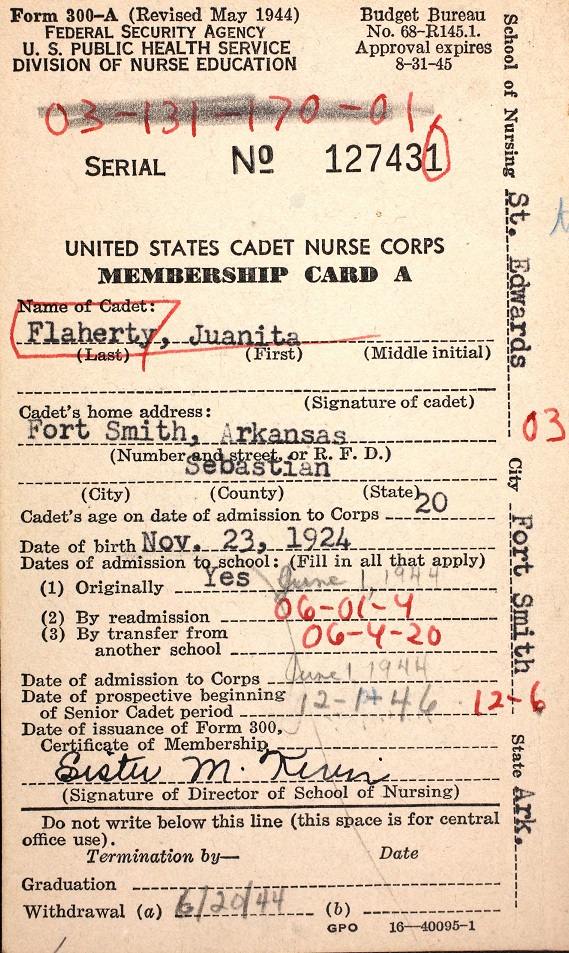 Form 300-A (Revised May 1944)
FEDERAL SECURITY AGENCY
U. S. PUBLIC HEALTH SERVICE
DIVISION OF NURSE EDUCATION
Budget Bureau
No. 68-R145.1.
Approval expires
8-31-45
03-131-170-01
SERIAL No 127431
UNITED STATES CADET NURSE CORPS
MEMBERSHIP CARD A
Name of Cadet:
Flaherty, Juanita
(Last) (First) (Middle initial)
(Signature of cadet)
Cadet's home address:
Fort Smith, Arkansas
(Number and street, or R. F. D.)
Sebastian
(City) (County) (State)
Cadet's age on date of admission to Corps 20
Date of birth Nov. 23, 1924
Dates of admission to school: (Fill in all that apply)
(1) Originally Yes June 1, 1944
(2) By readmission 06-01-4
(3) By transfer from
another school 06-4-20
Date of admission to Corps June 1 1944
Date of prospective beginning
of Senior Cadet period 12-1-46 12-6
Date of issuance of Form 300,
Certificate of Membership
Sister M. Kevin
(Signature of Director of School of Nursing)
Do not write below this line (this space is for central
office use).
Termination by— Date
Graduation
Withdrawal (a) 6/20/44 (b)
GPO 16—40095-1
School of Nursing St. Edwards
03
City Fort Smith
State Ark.